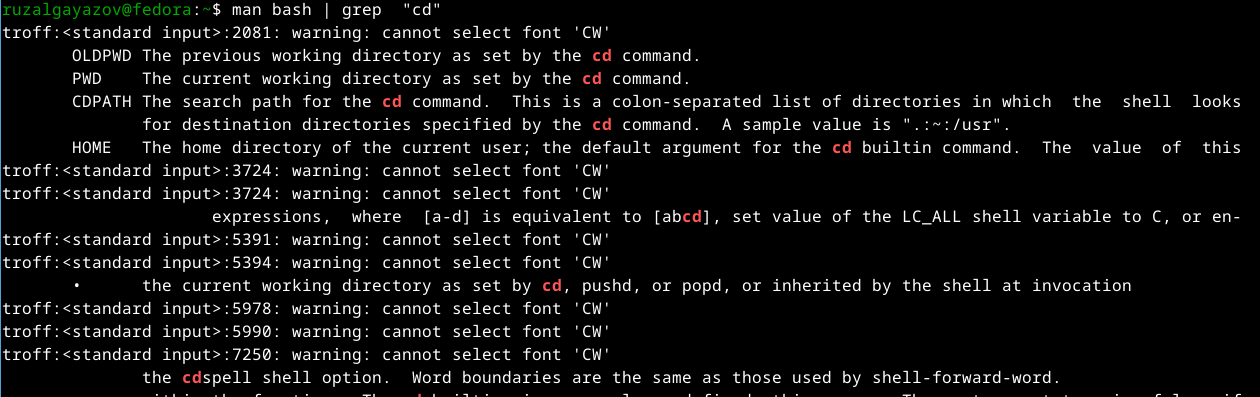 ruzalgayazov@fedora:~$ man bash | grep  "cd"
troff:<standard input>:2081: warning: cannot select font 'CW'
       OLDPWD The previous working directory as set by the cd command.
       PWD    The current working directory as set by the cd command.
       CDPATH The search path for the cd command.  This is a colon-separated list of directories in which  the  shell  looks
              for destination directories specified by the cd command.  A sample value is ".:~:/usr".
       HOME   The home directory of the current user; the default argument for the cd builtin command.  The  value  of  this
troff:<standard input>:3724: warning: cannot select font 'CW'
troff:<standard input>:3724: warning: cannot select font 'CW'
                     expressions,  where  [a-d] is equivalent to [abcd], set value of the LC_ALL shell variable to C, or en-
troff:<standard input>:5391: warning: cannot select font 'CW'
troff:<standard input>:5394: warning: cannot select font 'CW'
       •      the current working directory as set by cd, pushd, or popd, or inherited by the shell at invocation
troff:<standard input>:5978: warning: cannot select font 'CW'
troff:<standard input>:5990: warning: cannot select font 'CW'
troff:<standard input>:7250: warning: cannot select font 'CW'
              the cdspell shell option.  Word boundaries are the same as those used by shell-forward-word.